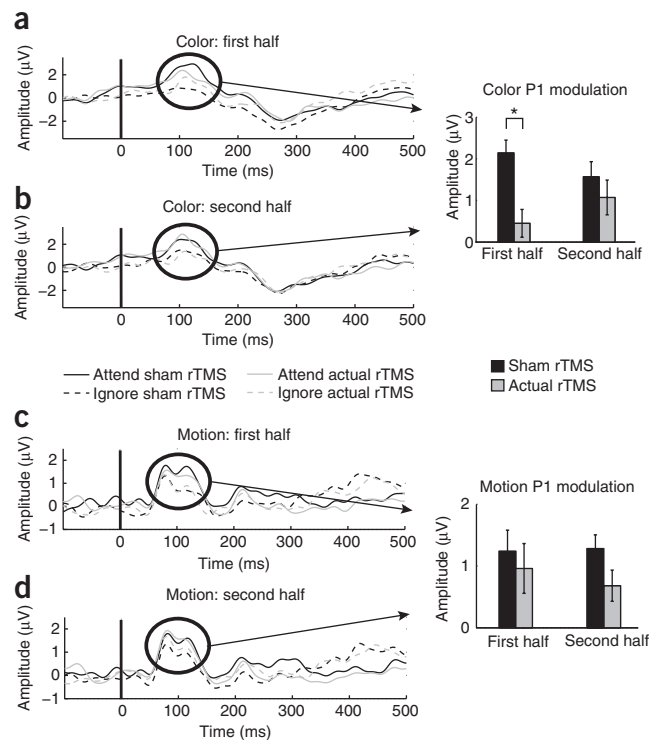 a
Color: first half
Amplitude (µV)
2
0
−2
0 100 200 300 400 500
Time (ms)
b
Color: second half
Amplitude (µV)
2
0
−2
0 100 200 300 400 500
Time (ms)
Color P1 modulation
Amplitude (µV)
3
2
1
0
*
First half Second half
Attend sham rTMS Attend actual rTMS
Ignore sham rTMS Ignore actual rTMS
Sham rTMS
Actual rTMS
c
Motion: first half
Amplitude (µV)
2
1
0
−1
0 100 200 300 400 500
Time (ms)
d
Motion: second half
Amplitude (µV)
2
1
0
−1
0 100 200 300 400 500
Time (ms)
Motion P1 modulation
Amplitude (µV)
2
1
0
First half Second half